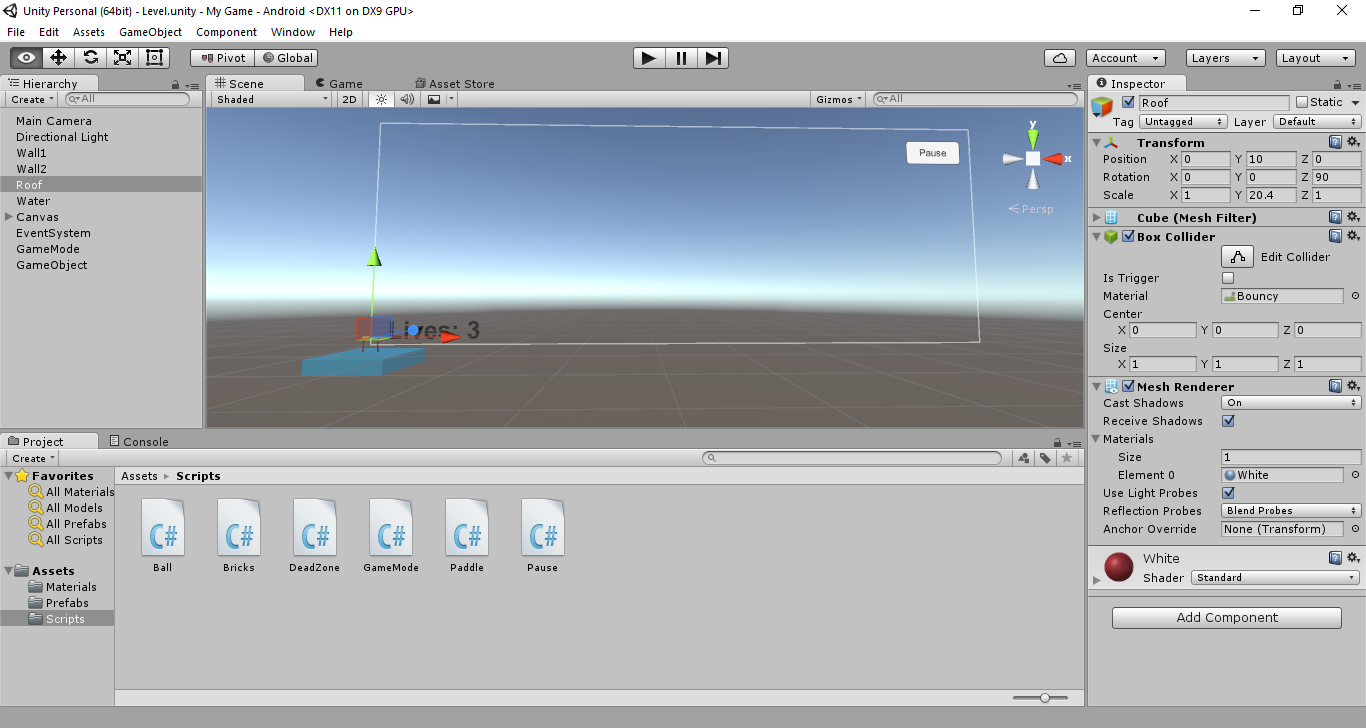 Unity Personal (64bit) - Level.unity - My Game - Android <DX11 on DX9 GPU>
File Edit Assets GameObject Component Window Help
Pivot Global Account Layers Layout
Hierarchy
Create All
Main Camera
Directional Light
Wall1
Wall2
Roof
Water
Canvas
EventSystem
GameMode
GameObject
Scene Game Asset Store
Shaded 2D Gizmos All
Pause
y
x
Persp
Lives: 3
Inspector
Roof Static
Tag Untagged Layer Default
Transform
Position X 0 Y 10 Z 0
Rotation X 0 Y 0 Z 90
Scale X 1 Y 20.4 Z 1
Cube (Mesh Filter)
Box Collider
Edit Collider
Is Trigger
Material Bouncy
Center
X 0 Y 0 Z 0
Size
X 1 Y 1 Z 1
Mesh Renderer
Cast Shadows On
Receive Shadows
Materials
Size 1
Element 0 White
Use Light Probes
Reflection Probes Blend Probes
Anchor Override None (Transform)
White
Shader Standard
Add Component
Project Console
Create
Favorites
All Materials
All Models
All Prefabs
All Scripts
Assets
Materials
Prefabs
Scripts
Assets Scripts
C# C# C# C# C# C#
Ball Bricks DeadZone GameMode Paddle Pause